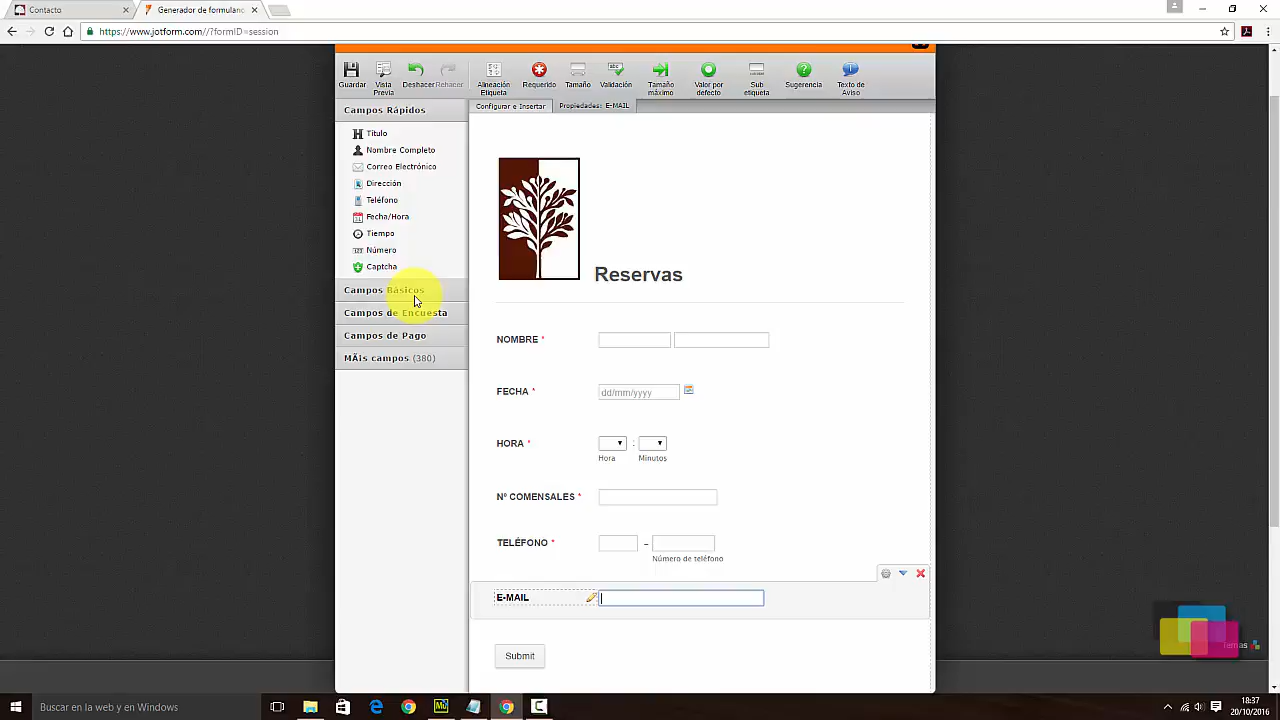 Contacto
Generador de formulario
https://www.jotform.com//?formID=session
Guardar
Vista Previa
Deshacer
Rehacer
Alineación Etiqueta
Requerido
Tamaño
Validación
Tamaño máximo
Valor por defecto
Sub etiqueta
Sugerencia
Texto de Aviso
Campos Rápidos
Configurar e Insertar
Propiedades: E-MAIL
Título
Nombre Completo
Correo Electrónico
Dirección
Teléfono
Fecha/Hora
Tiempo
Número
Captcha
Campos Básicos
Campos de Encuesta
Campos de Pago
MÃ¡s campos (380)
Reservas
NOMBRE *
FECHA * dd/mm/yyyy
HORA * :
Hora Minutos
Nº COMENSALES *
TELÉFONO * –
Número de teléfono
E-MAIL
Submit
Temas
Buscar en la web y en Windows
18:37
20/10/2016